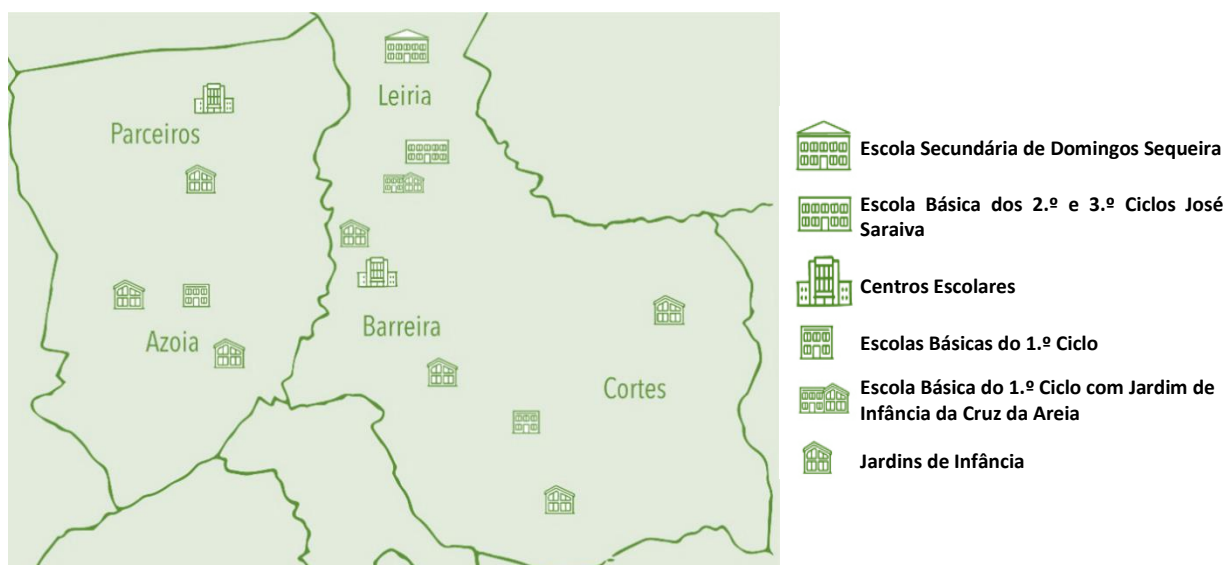 Leiria
Parceiros
Azoia
Barreira
Cortes
Escola Secundária de Domingos Sequeira
Escola Básica dos 2.º e 3.º Ciclos José
Saraiva
Centros Escolares
Escolas Básicas do 1.º Ciclo
Escola Básica do 1.º Ciclo com Jardim de
Infância da Cruz da Areia
Jardins de Infância